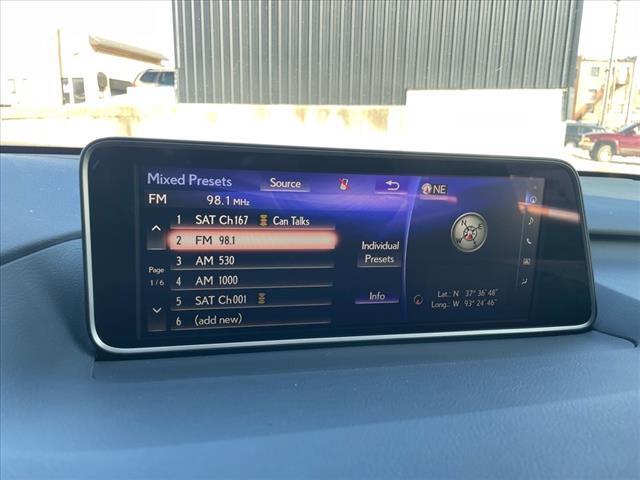 Mixed Presets Source NE
FM 98.1 MHz
1 SAT Ch167 Can Talks
2 FM 98.1
3 AM 530
4 AM 1000
5 SAT Ch001
6 (add new)
Page
1/6
Individual
Presets
Info
N
E
S
W
Lat.: N 37° 36'48"
Long.: W 93° 24'46"